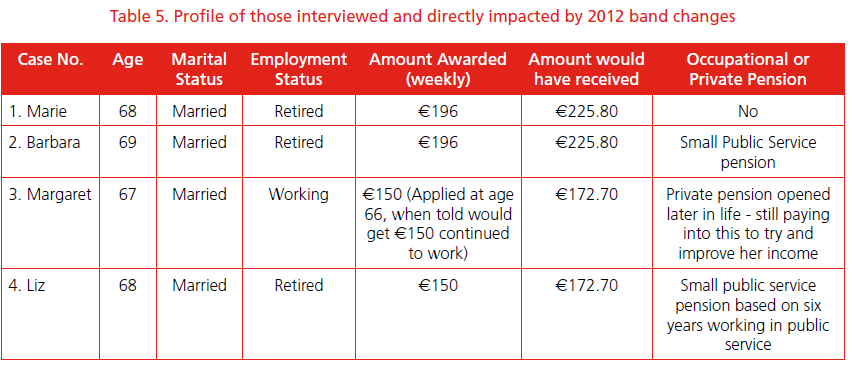 Table 5. Profile of those interviewed and directly impacted by 2012 band changes
Case No. Age Marital Status Employment Status Amount Awarded (weekly) Amount would have received Occupational or Private Pension
1. Marie 68 Married Retired €196 €225.80 No
2. Barbara 69 Married Retired €196 €225.80 Small Public Service
pension
3. Margaret 67 Married Working €150 (Applied at age €172.70 Private pension opened
66, when told would later in life - still paying
get €150 continued into this to try and
to work) improve her income
4. Liz 68 Married Retired €150 €172.70 Small public service
pension based on six
years working in public
service